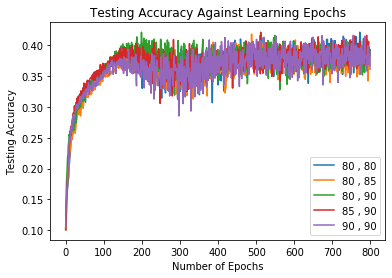 Testing Accuracy Against Learning Epochs
Testing Accuracy
0.40
0.35
0.30
0.25
0.20
0.15
0.10
0 100 200 300 400 500 600 700 800
Number of Epochs
80 , 80
80 , 85
80 , 90
85 , 90
90 , 90